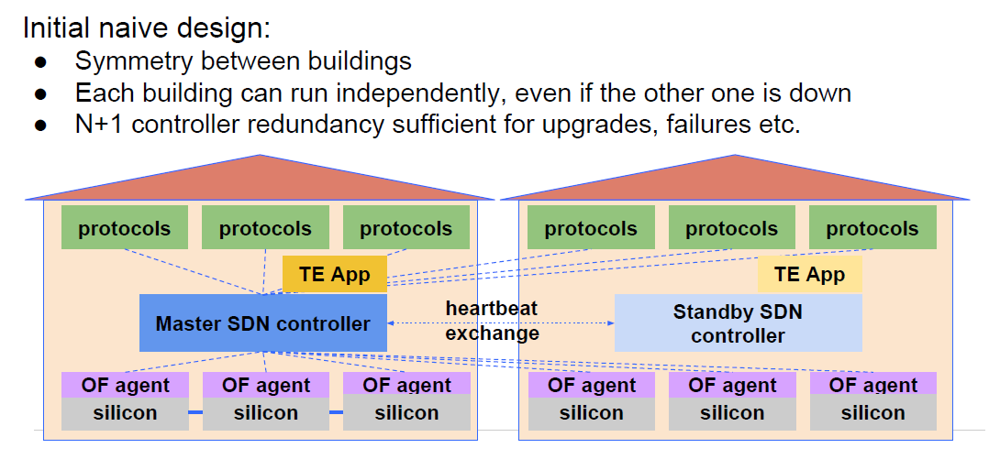 Initial naive design:
● Symmetry between buildings
● Each building can run independently, even if the other one is down
● N+1 controller redundancy sufficient for upgrades, failures etc.
protocols protocols protocols protocols protocols protocols
TE App TE App
Master SDN controller
heartbeat
exchange
Standby SDN
controller
OF agent OF agent OF agent OF agent OF agent OF agent
silicon silicon silicon silicon silicon silicon